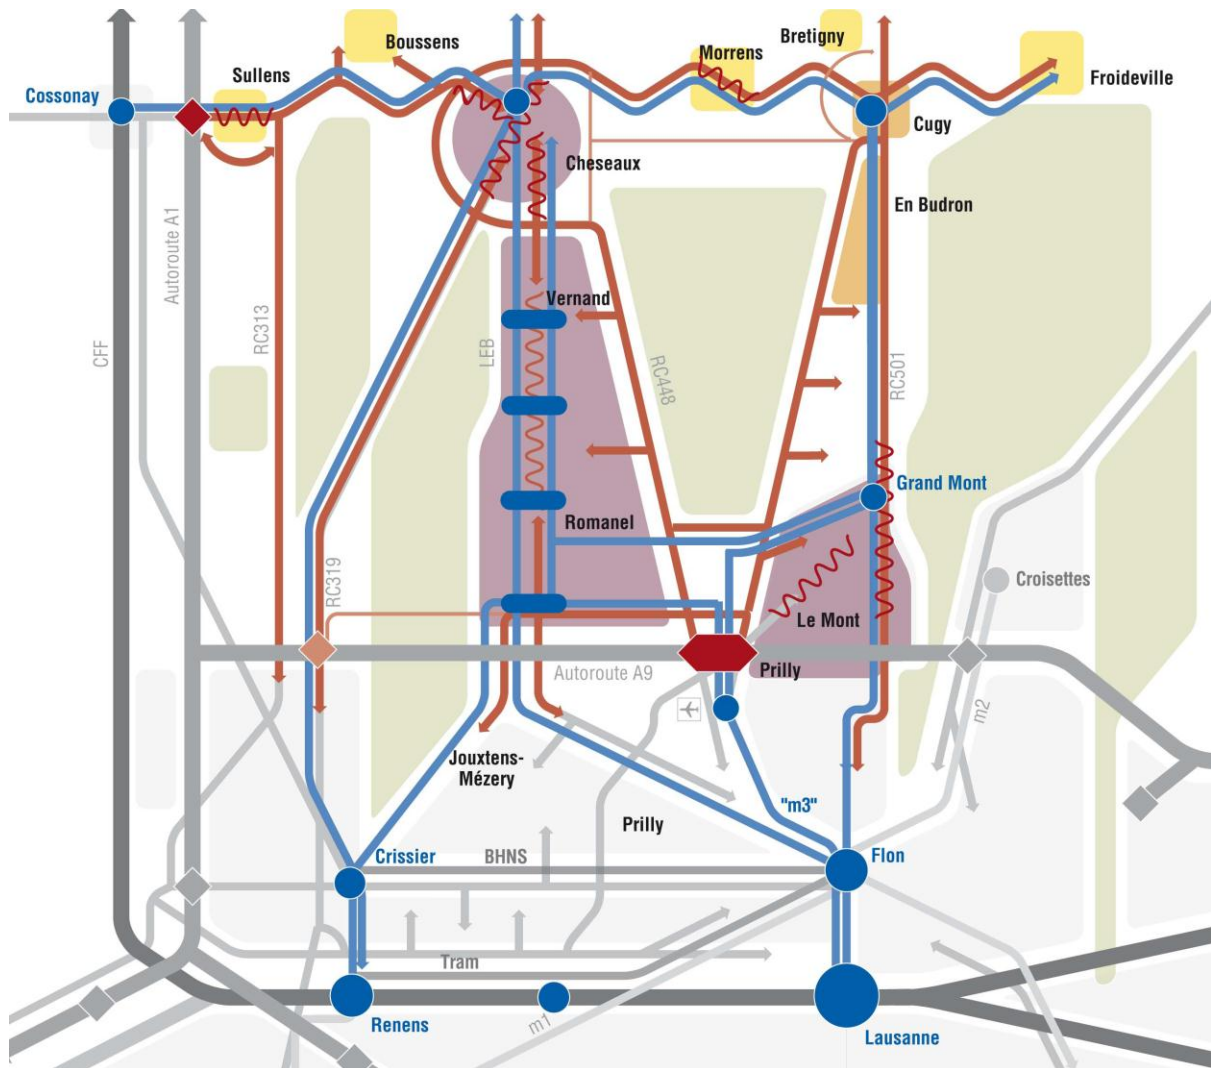 Boussens
Bretigny
Morrens
Sullens
Froideville
Cossonay
Cugy
Cheseaux
En Budron
Autoroute A1
Vernand
RC313
CFF
LEB
RC448
RC501
Grand Mont
Romanel
RC319
Croisettes
Le Mont
Autoroute A9
Prilly
m2
Jouxtens-
Mézery
"m3"
Prilly
Crissier
BHNS
Flon
Tram
Renens
m1
Lausanne